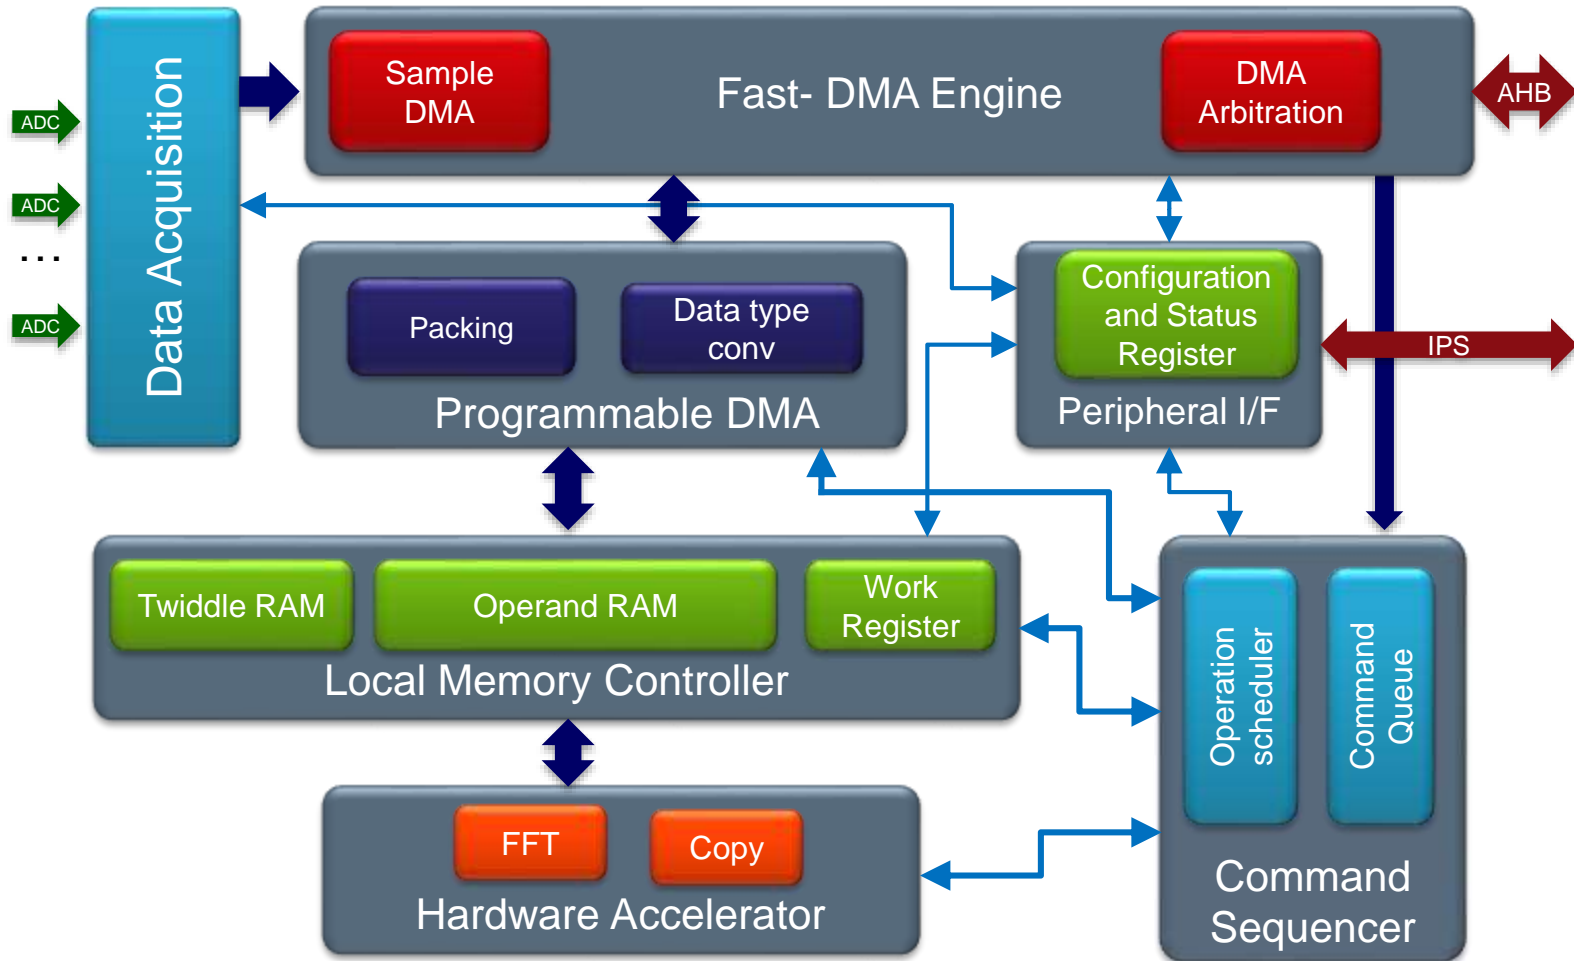 Sample
DMA
Fast- DMA Engine
DMA
Arbitration
AHB
ADC
ADC
...
ADC
Data Acquisition
Packing
Data type
conv
Programmable DMA
Configuration
and Status
Register
Peripheral I/F
IPS
Twiddle RAM
Operand RAM
Work
Register
Local Memory Controller
FFT
Copy
Hardware Accelerator
Operation
scheduler
Command
Queue
Command
Sequencer